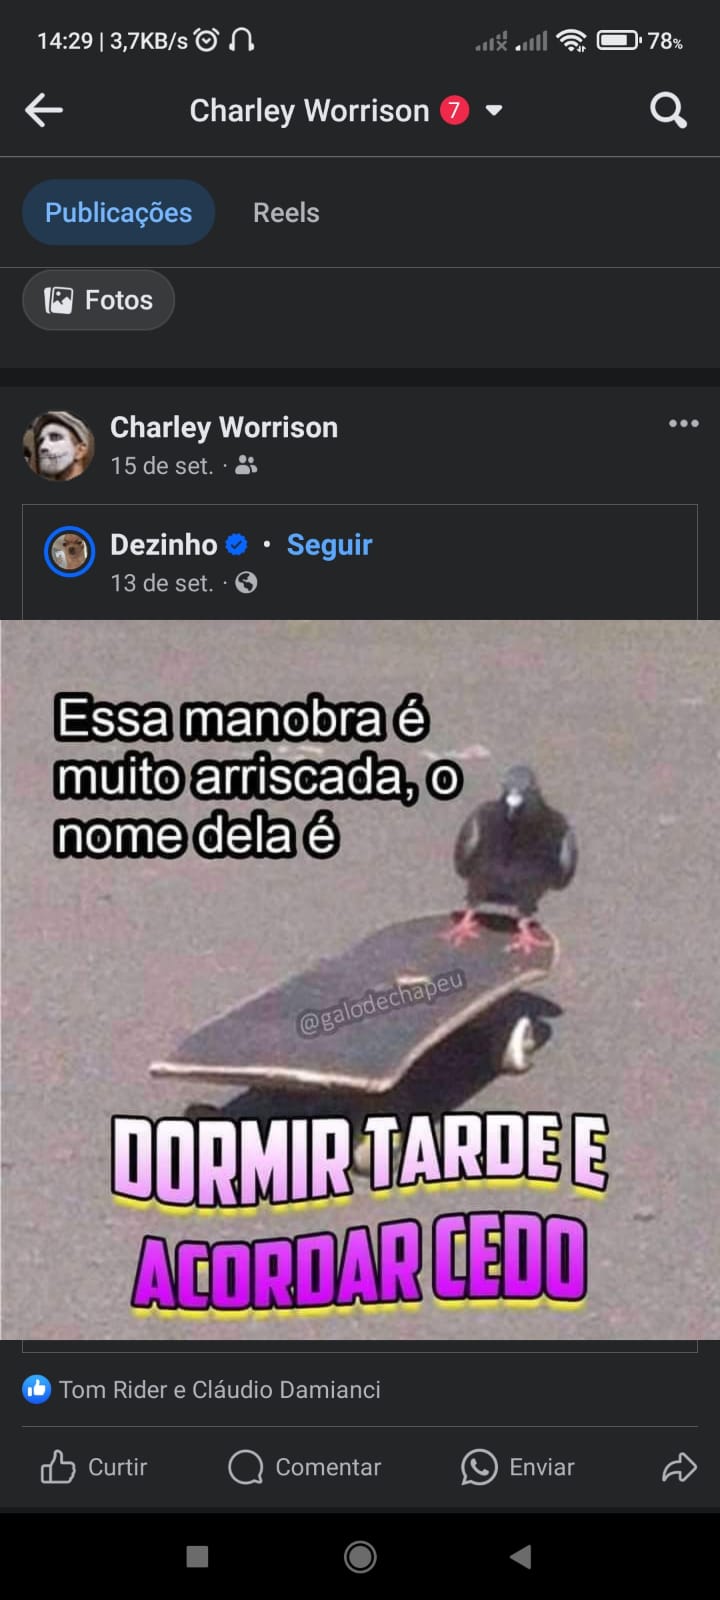 14:29 | 3,7KB/s 78%
Charley Worrison 7
Publicações Reels
Fotos
Charley Worrison
15 de set. ·
Dezinho • Seguir
13 de set. ·
Essa manobra é
muito arriscada, o
nome dela é
@galodechapeu
DORMIR TARDE E
ACORDAR CEDO
Tom Rider e Cláudio Damianci
Curtir Comentar Enviar